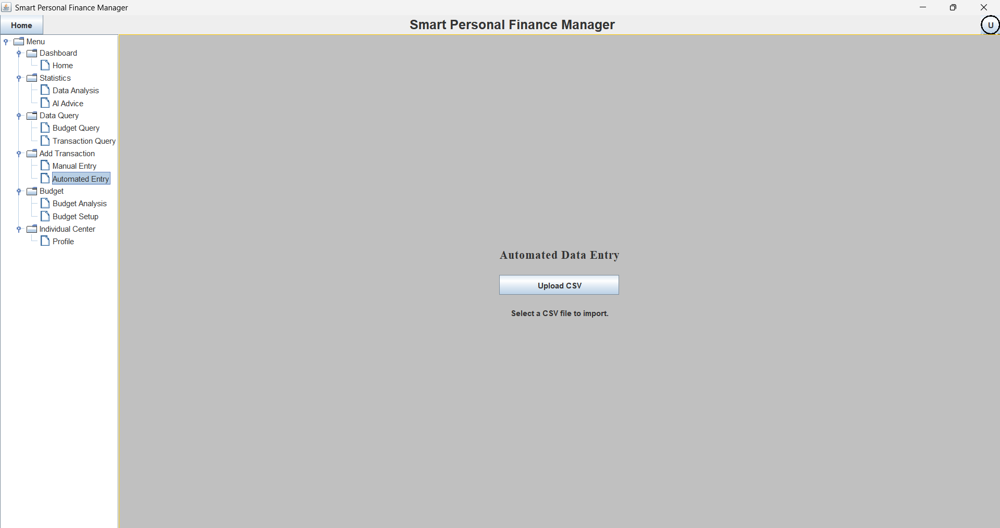 Smart Personal Finance Manager
Home
Smart Personal Finance Manager
U
Menu
Dashboard
Home
Statistics
Data Analysis
AI Advice
Data Query
Budget Query
Transaction Query
Add Transaction
Manual Entry
Automated Entry
Budget
Budget Analysis
Budget Setup
Individual Center
Profile
Automated Data Entry
Upload CSV
Select a CSV file to import.